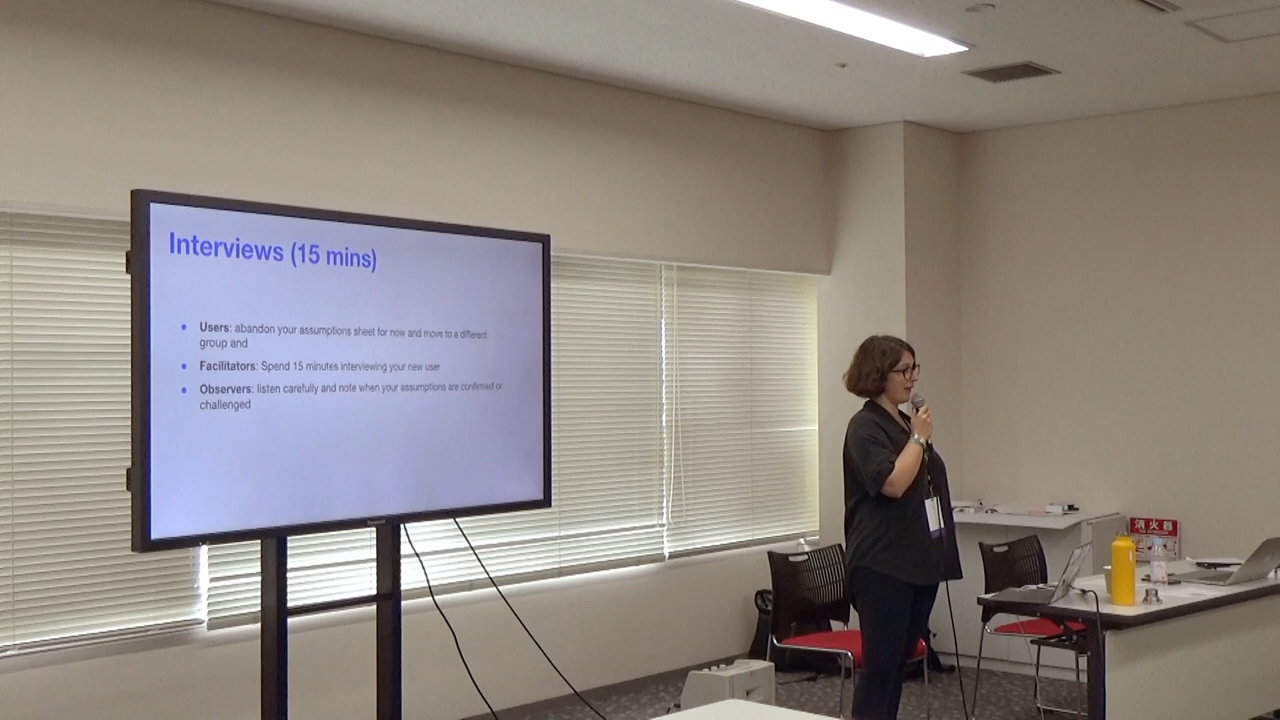 Interviews (15 mins)
Users: abandon your assumptions sheet for now and move to a different
group and
Facilitators: Spend 15 minutes interviewing your new user
Observers: listen carefully and note when your assumptions are confirmed or
challenged
消火器